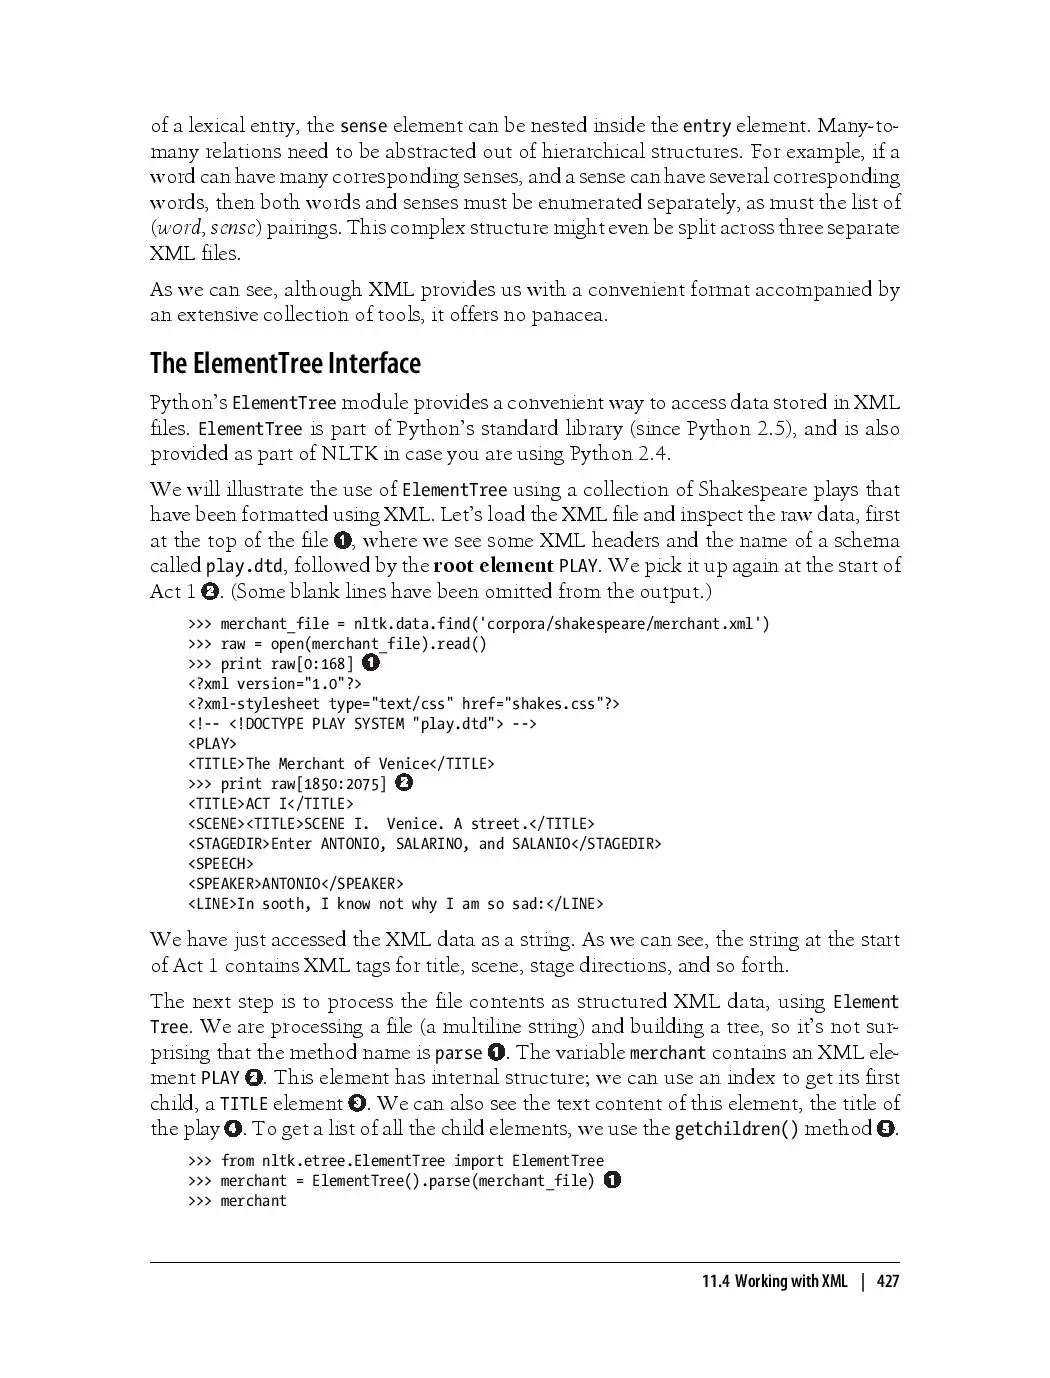 of a lexical entry, the sense element can be nested inside the entry element. Many-to-
many relations need to be abstracted out of hierarchical structures. For example, if a
word can have many corresponding senses, and a sense can have several corresponding
words, then both words and senses must be enumerated separately, as must the list of
(word, sense) pairings. This complex structure might even be split across three separate
XML files.
As we can see, although XML provides us with a convenient format accompanied by
an extensive collection of tools, it offers no panacea.
The ElementTree Interface
Python’s ElementTree module provides a convenient way to access data stored in XML
files. ElementTree is part of Python’s standard library (since Python 2.5), and is also
provided as part of NLTK in case you are using Python 2.4.
We will illustrate the use of ElementTree using a collection of Shakespeare plays that
have been formatted using XML. Let’s load the XML file and inspect the raw data, first
at the top of the file ❶, where we see some XML headers and the name of a schema
called play.dtd, followed by the root element PLAY. We pick it up again at the start of
Act 1 ❷. (Some blank lines have been omitted from the output.)
>>> merchant_file = nltk.data.find('corpora/shakespeare/merchant.xml')
>>> raw = open(merchant_file).read()
>>> print raw[0:168] ❶
<?xml version="1.0"?>
<?xml-stylesheet type="text/css" href="shakes.css"?>
<!-- <!DOCTYPE PLAY SYSTEM "play.dtd"> -->
<PLAY>
<TITLE>The Merchant of Venice</TITLE>
>>> print raw[1850:2075] ❷
<TITLE>ACT I</TITLE>
<SCENE><TITLE>SCENE I.  Venice. A street.</TITLE>
<STAGEDIR>Enter ANTONIO, SALARINO, and SALANIO</STAGEDIR>
<SPEECH>
<SPEAKER>ANTONIO</SPEAKER>
<LINE>In sooth, I know not why I am so sad:</LINE>
We have just accessed the XML data as a string. As we can see, the string at the start
of Act 1 contains XML tags for title, scene, stage directions, and so forth.
The next step is to process the file contents as structured XML data, using Element
Tree. We are processing a file (a multiline string) and building a tree, so it’s not sur-
prising that the method name is parse ❶. The variable merchant contains an XML ele-
ment PLAY ❷. This element has internal structure; we can use an index to get its first
child, a TITLE element ❸. We can also see the text content of this element, the title of
the play ❹. To get a list of all the child elements, we use the getchildren() method ❺.
>>> from nltk.etree.ElementTree import ElementTree
>>> merchant = ElementTree().parse(merchant_file) ❶
>>> merchant
11.4 Working with XML | 427